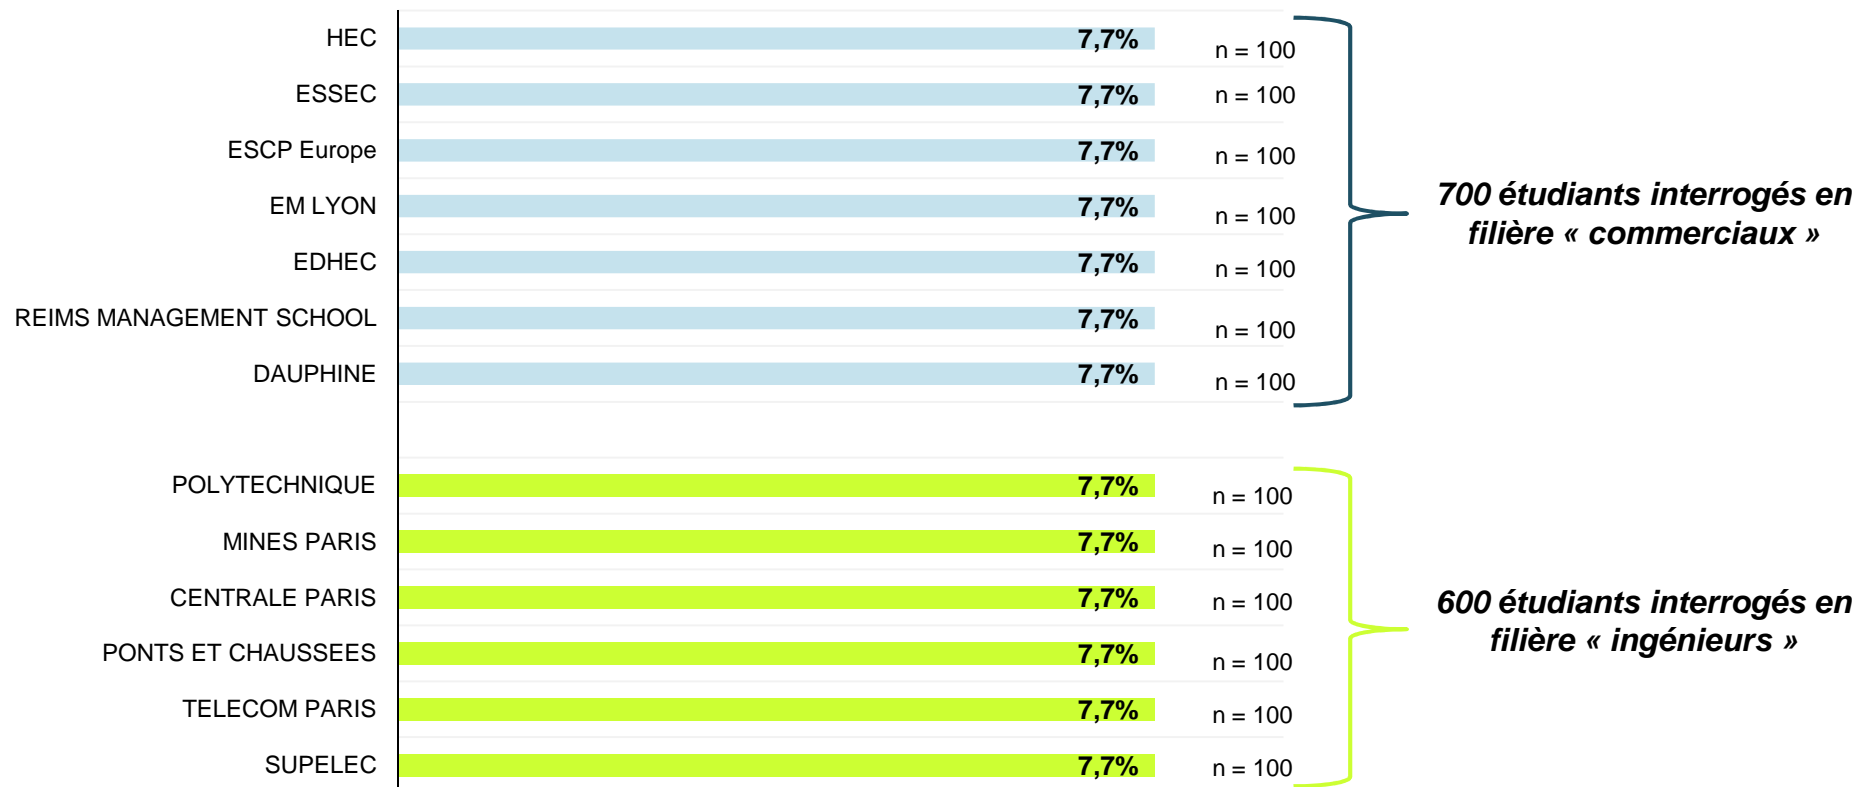 HEC 7,7% n = 100
ESSEC 7,7% n = 100
ESCP Europe 7,7% n = 100
EM LYON 7,7% n = 100
EDHEC 7,7% n = 100
REIMS MANAGEMENT SCHOOL 7,7% n = 100
DAUPHINE 7,7% n = 100
700 étudiants interrogés en
filière « commerciaux »
POLYTECHNIQUE 7,7% n = 100
MINES PARIS 7,7% n = 100
CENTRALE PARIS 7,7% n = 100
PONTS ET CHAUSSEES 7,7% n = 100
TELECOM PARIS 7,7% n = 100
SUPELEC 7,7% n = 100
600 étudiants interrogés en
filière « ingénieurs »